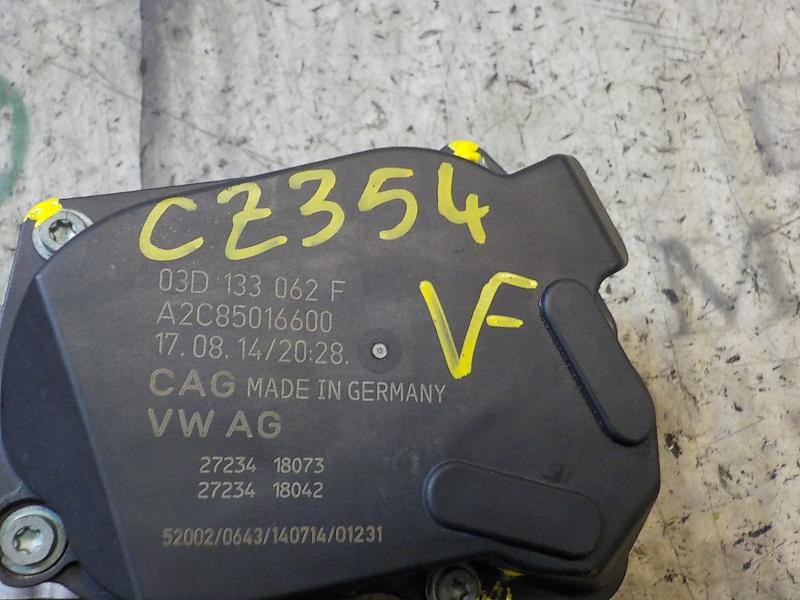 CZ354
VF
03D 133 062 F
A2C85016600
17. 08. 14/20:28.
CAG MADE IN GERMANY
VW AG
27234 18073
27234 18042
52002/0643/140714/01231